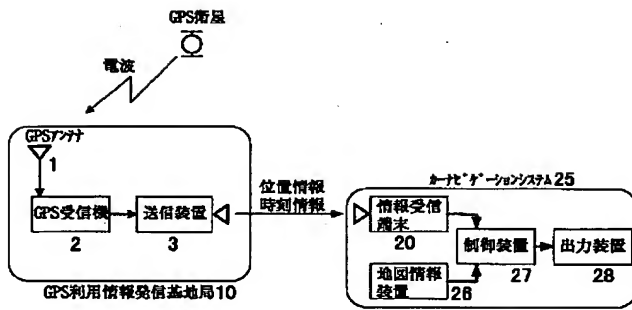 GPS衛星
電波
GPSアンテナ
1
GPS受信機
2
送信装置
3
GPS利用情報発信基地局10
位置情報
時刻情報
カーナビゲーションシステム25
情報受信
端末
20
地図情報
装置
26
制御装置
27
出力装置
28